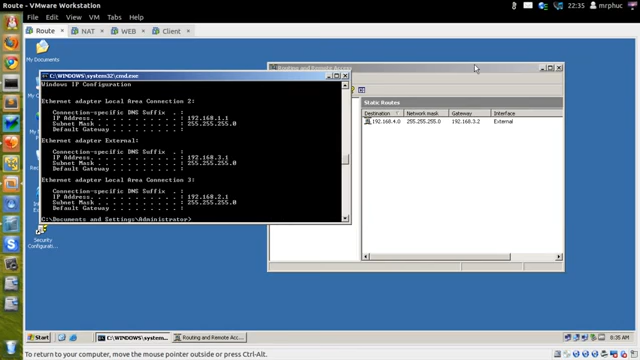 Route - VMware Workstation
22:35
mrphuc
File Edit View VM Tabs Help
Route
NAT
WEB
Client
My Documents
C:\WINDOWS\system32\cmd.exe
Routing and Remote Access
Windows IP Configuration
Ethernet adapter Local Area Connection 2:
Connection-specific DNS Suffix . :
IP Address. . . . . . . . . . . . : 192.168.1.1
Subnet Mask . . . . . . . . . . . : 255.255.255.0
Default Gateway . . . . . . . . . :
Ethernet adapter External:
Connection-specific DNS Suffix . :
IP Address. . . . . . . . . . . . : 192.168.3.1
Subnet Mask . . . . . . . . . . . : 255.255.255.0
Default Gateway . . . . . . . . . :
Ethernet adapter Local Area Connection 3:
Connection-specific DNS Suffix . :
IP Address. . . . . . . . . . . . : 192.168.2.1
Subnet Mask . . . . . . . . . . . : 255.255.255.0
Default Gateway . . . . . . . . . :
C:\Documents and Settings\Administrator>
Static Routes
Destination Network mask Gateway Interface
192.168.4.0 255.255.255.0 192.168.3.2 External
Security
Configurati...
Start
C:\WINDOWS\system...
Routing and Remote Acc...
8:35 AM
To return to your computer, move the mouse pointer outside or press Ctrl-Alt.